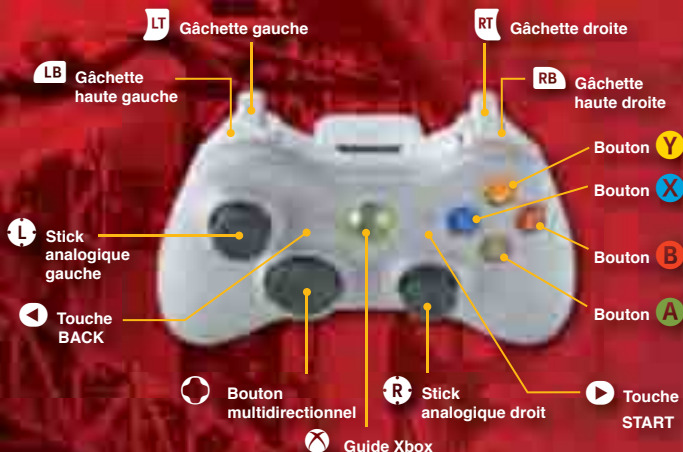 LT Gâchette gauche
RT Gâchette droite
LB Gâchette
haute gauche
RB Gâchette
haute droite
Bouton Y
Bouton X
L Stick
analogique
gauche
Bouton B
Touche
BACK
Bouton A
Bouton
multidirectionnel
R Stick
analogique droit
Touche
START
Guide Xbox